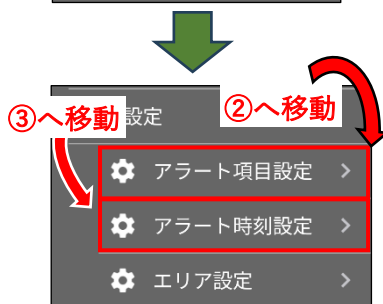 ②へ移動
③へ移動
設定
アラート項目設定
アラート時刻設定
エリア設定